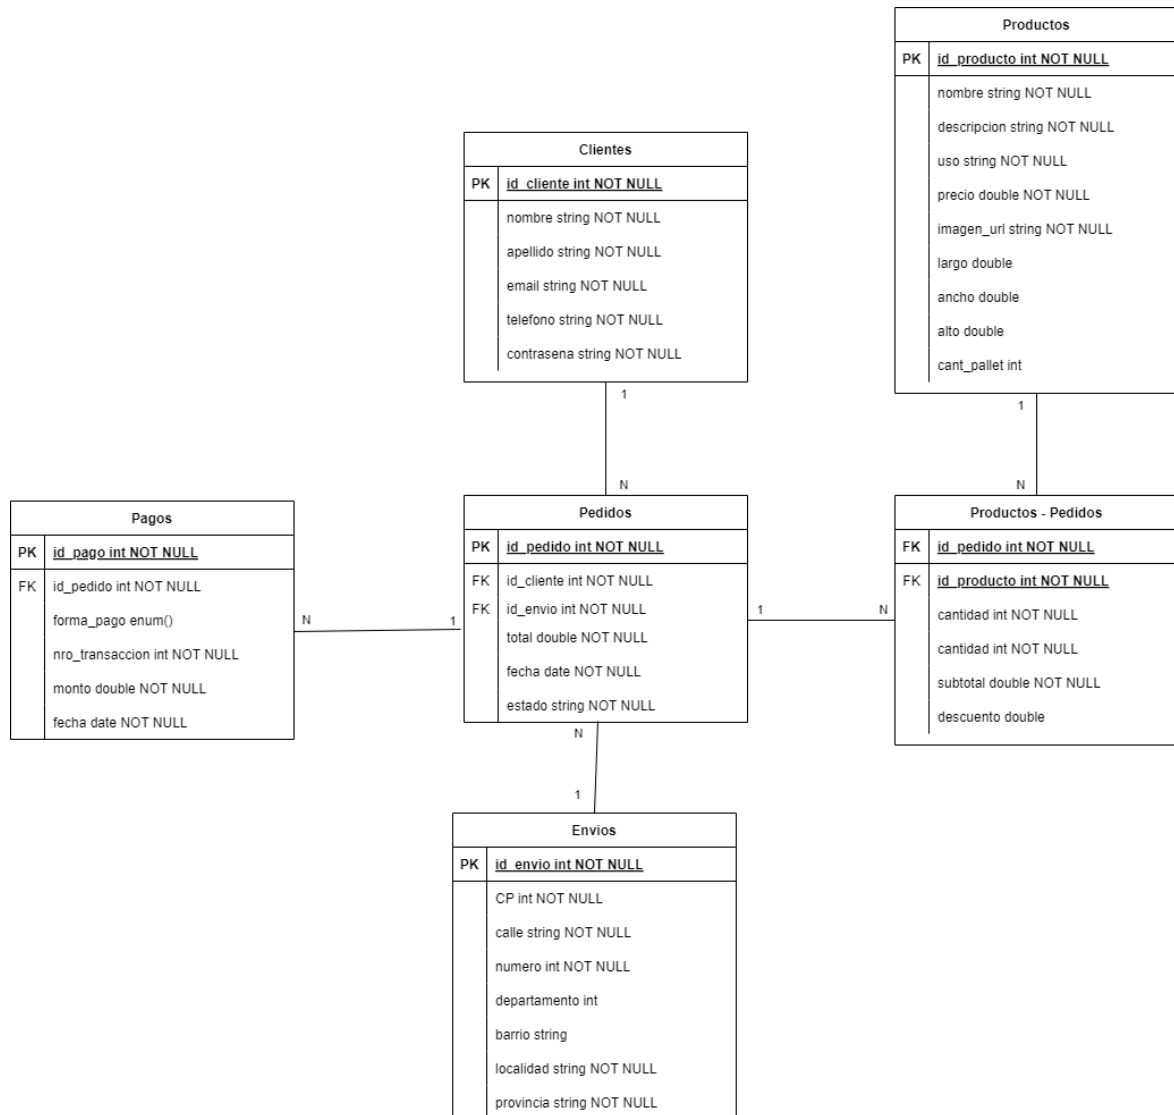 Productos
PK id_producto int NOT NULL
nombre string NOT NULL
descripcion string NOT NULL
uso string NOT NULL
precio double NOT NULL
imagen_url string NOT NULL
largo double
ancho double
alto double
cant_pallet int
Clientes
PK id_cliente int NOT NULL
nombre string NOT NULL
apellido string NOT NULL
email string NOT NULL
telefono string NOT NULL
contrasena string NOT NULL
1
N
1
N
Pagos
PK id_pago int NOT NULL
FK id_pedido int NOT NULL
forma_pago enum()
nro_transaccion int NOT NULL
monto double NOT NULL
fecha date NOT NULL
N
1
Pedidos
PK id_pedido int NOT NULL
FK id_cliente int NOT NULL
FK id_envio int NOT NULL
total double NOT NULL
fecha date NOT NULL
estado string NOT NULL
1
N
Productos - Pedidos
FK id_pedido int NOT NULL
FK id_producto int NOT NULL
cantidad int NOT NULL
cantidad int NOT NULL
subtotal double NOT NULL
descuento double
N
1
Envios
PK id_envio int NOT NULL
CP int NOT NULL
calle string NOT NULL
numero int NOT NULL
departamento int
barrio string
localidad string NOT NULL
provincia string NOT NULL